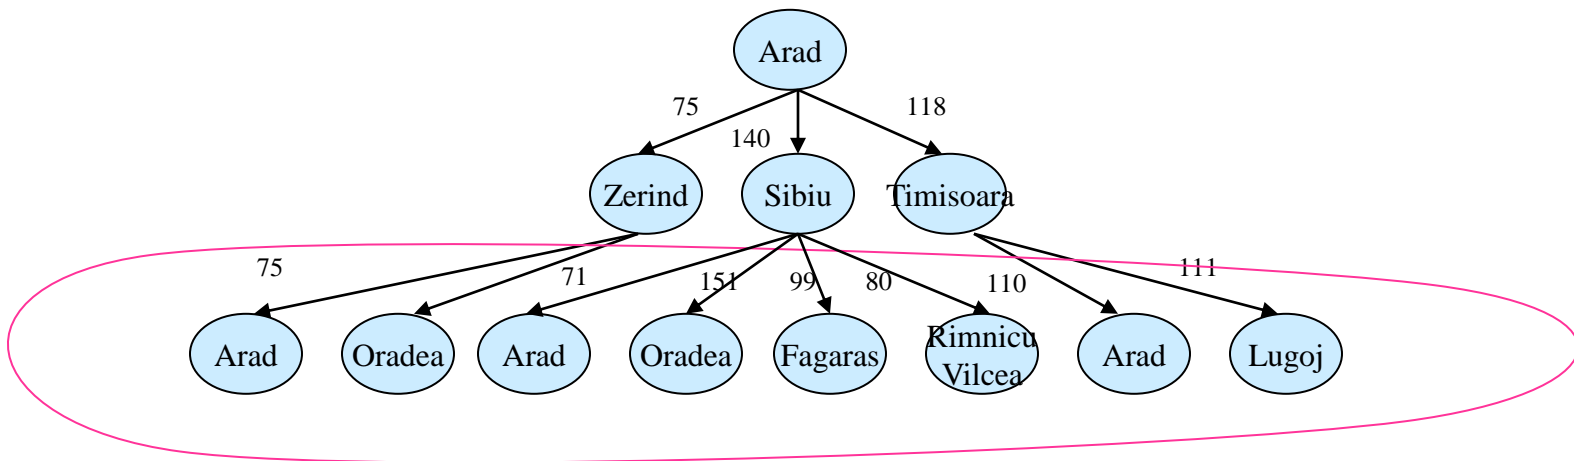 Arad
75
118
140
Zerind
Sibiu
Timisoara
75
71
151
99
80
110
111
Arad
Oradea
Arad
Oradea
Fagaras
Rimnicu
Vilcea
Arad
Lugoj